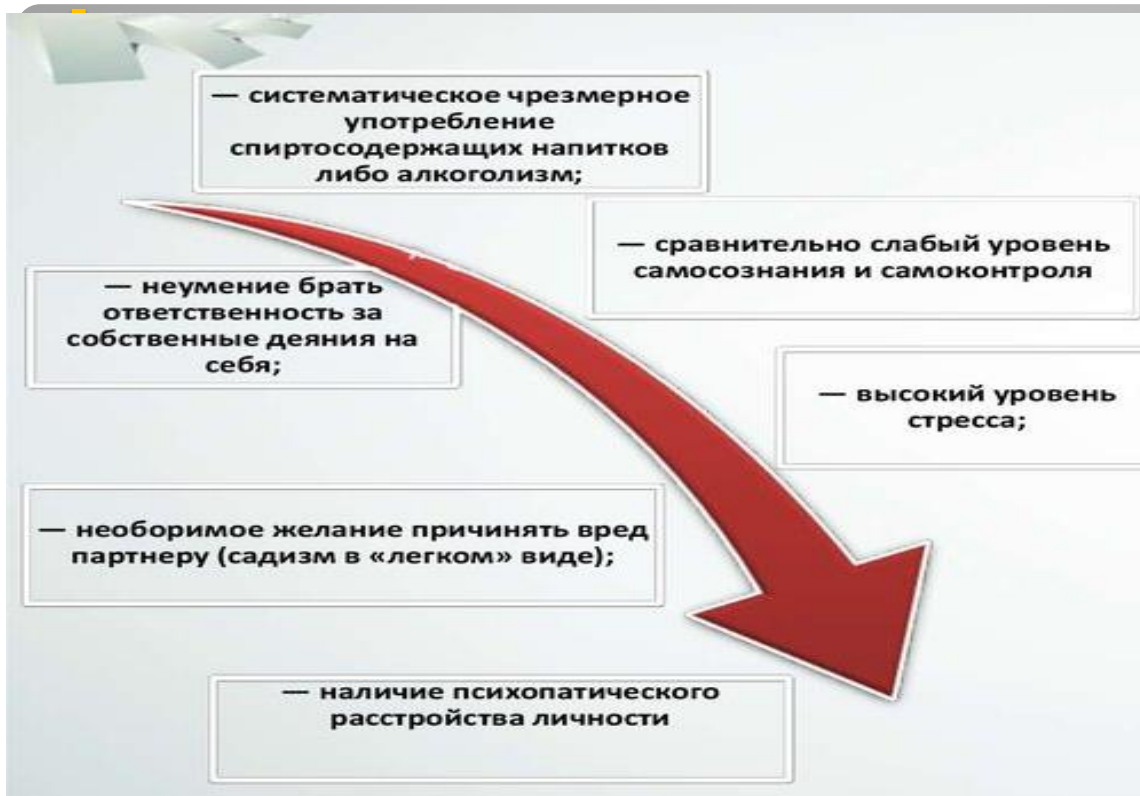 — систематическое чрезмерное
употребление
спиртосодержащих напитков
либо алкоголизм;
— сравнительно слабый уровень
самосознания и самоконтроля
— неумение брать
ответственность за
собственные деяния на
себя;
— высокий уровень
стресса;
— необоримое желание причинять вред
партнеру (садизм в «легком» виде);
— наличие психопатического
расстройства личности